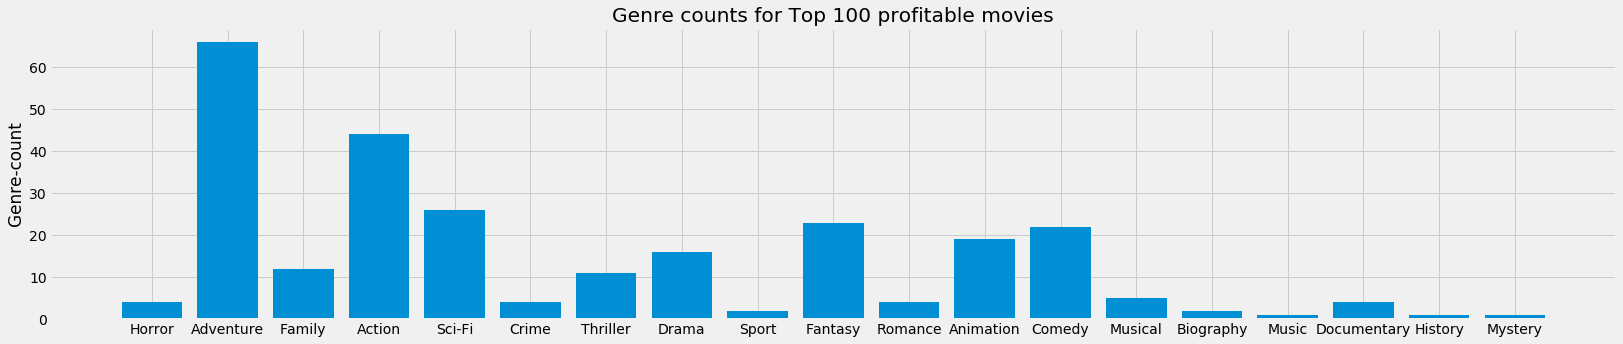 Genre counts for Top 100 profitable movies
Genre-count
60
50
40
30
20
10
0
Horror Adventure Family Action Sci-Fi Crime Thriller Drama Sport Fantasy Romance Animation Comedy Musical Biography Music Documentary History Mystery